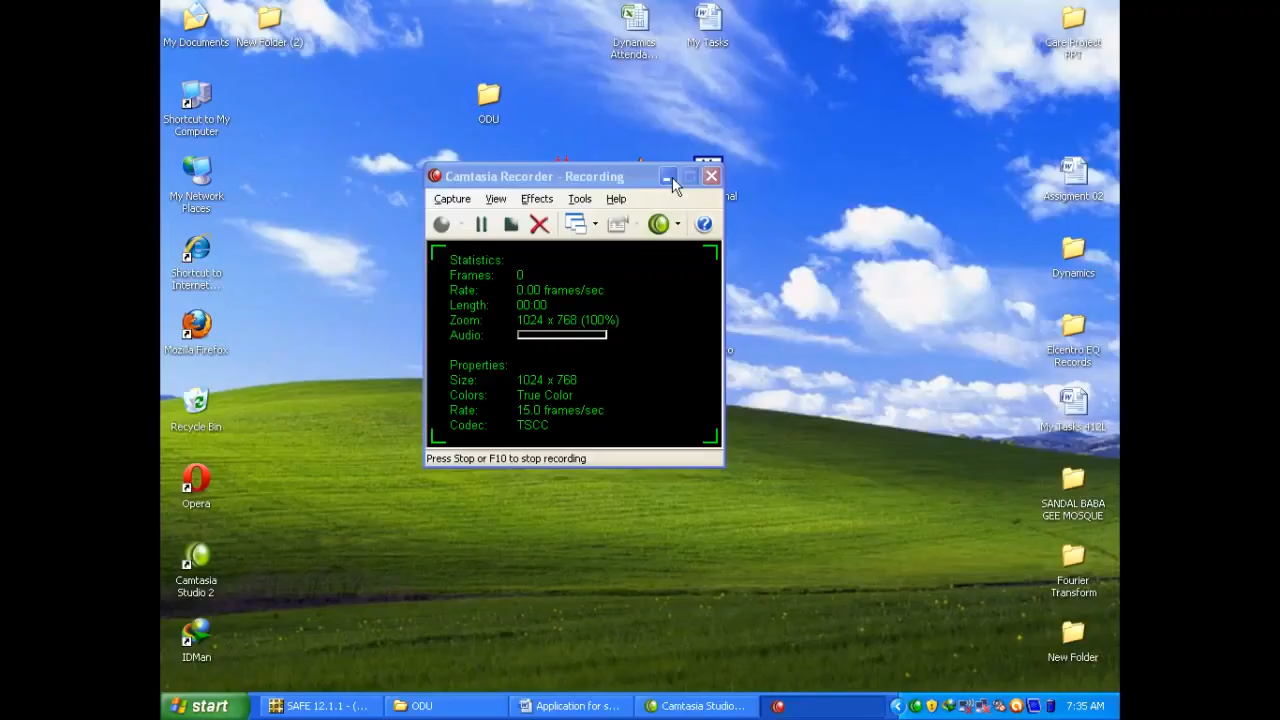 My Documents
New Folder (2)
Dynamics
Attenda...
My Tasks
Care Project
PPT
Shortcut to My
Computer
ODU
My Network
Places
Camtasia Recorder - Recording
Capture View Effects Tools Help
Assigment 02
Shortcut to
Internet...
Dynamics
Statistics:
Frames: 0
Rate: 0.00 frames/sec
Length: 00:00
Zoom: 1024 x 768 (100%)
Audio:
Properties:
Size: 1024 x 768
Colors: True Color
Rate: 15.0 frames/sec
Codec: TSCC
Press Stop or F10 to stop recording
Mozilla Firefox
Elcentro EQ
Records
Recycle Bin
My Tasks 412L
Opera
SANDAL BABA
GEE MOSQUE
Camtasia
Studio 2
Fourier
Transform
IDMan
New Folder
start
SAFE 12.1.1 - (...
ODU
Application for s...
Camtasia Studio...
7:35 AM